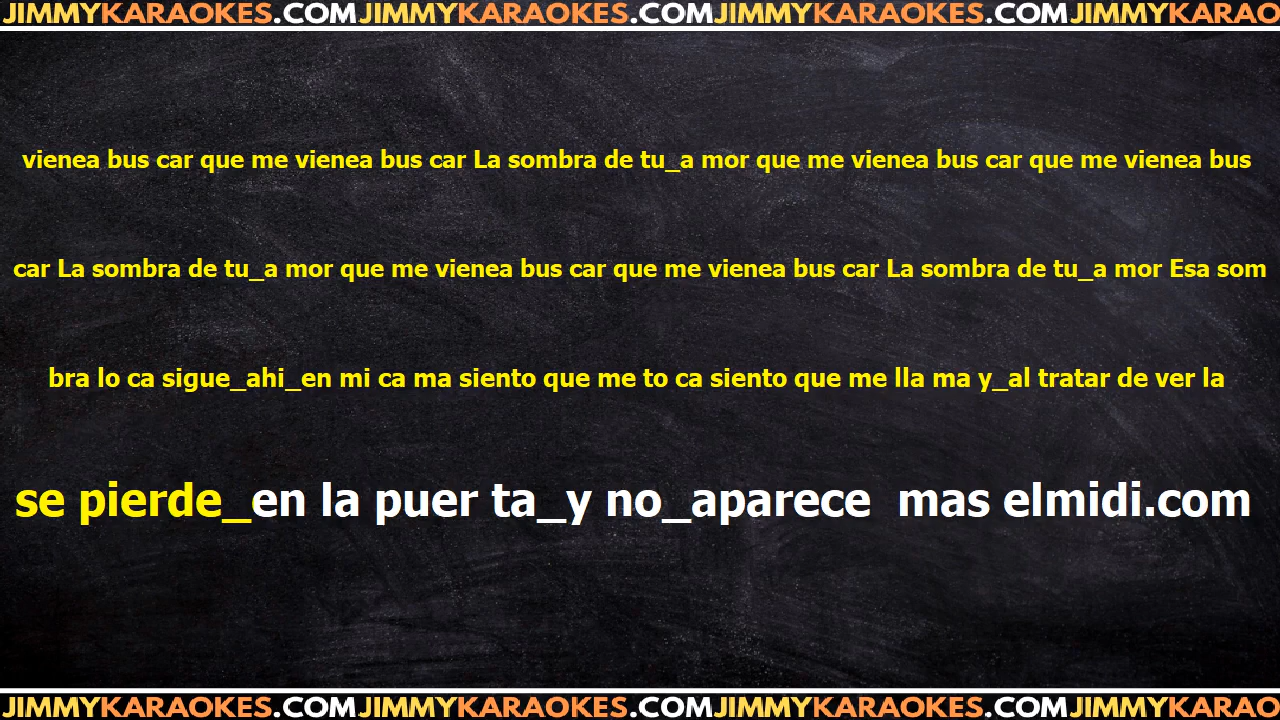 JIMMYKARAOKES.COMJIMMYKARAOKES.COMJIMMYKARAOKES.COMJIMMYKARAO
vienea bus car que me vienea bus car La sombra de tu_a mor que me vienea bus car que me vienea bus
car La sombra de tu_a mor que me vienea bus car que me vienea bus car La sombra de tu_a mor Esa som
bra lo ca sigue_ahi_en mi ca ma siento que me to ca siento que me lla ma y_al tratar de ver la
se pierde_en la puer ta_y no_aparece  mas elmidi.com
JIMMYKARAOKES.COMJIMMYKARAOKES.COMJIMMYKARAOKES.COMJIMMYKARAO